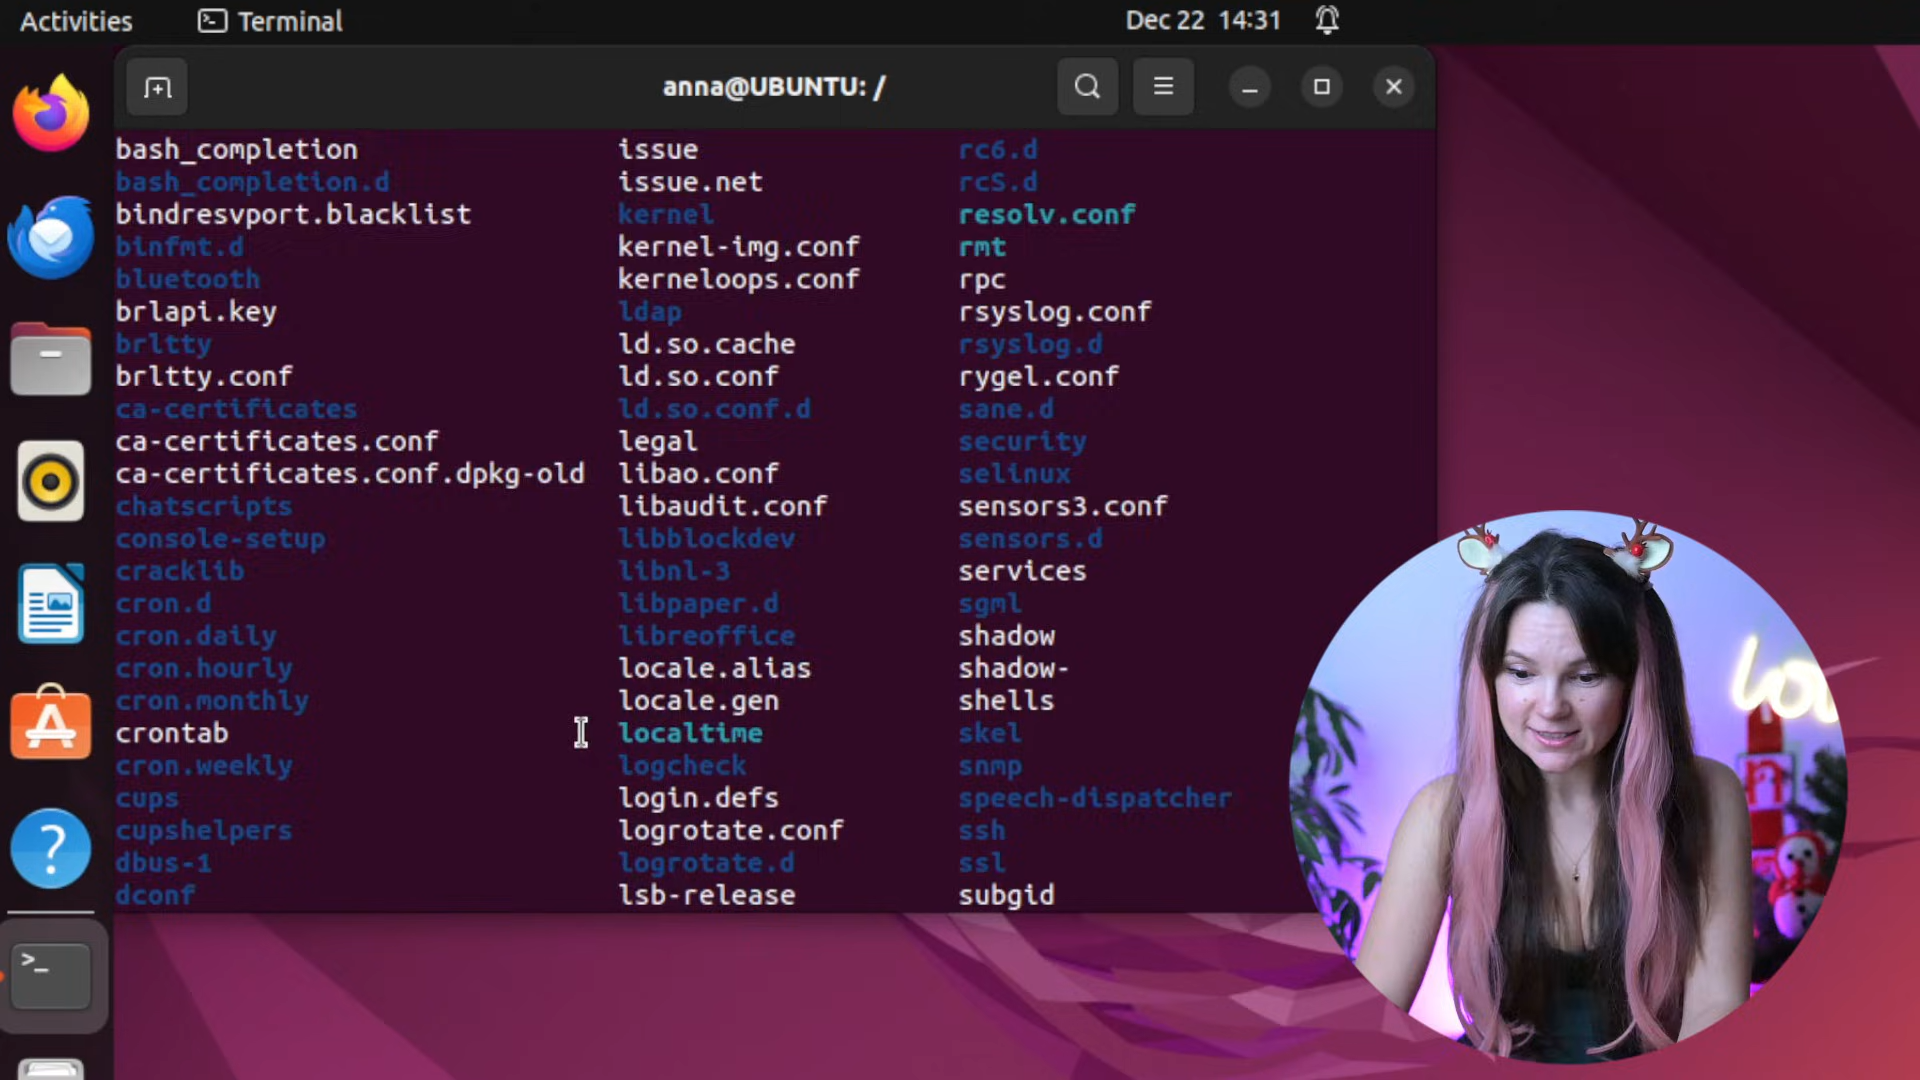 Activities Terminal Dec 22 14:31
anna@UBUNTU: /
bash_completion issue rc6.d
bash_completion.d issue.net rcS.d
bindresvport.blacklist kernel resolv.conf
binfmt.d kernel-img.conf rmt
bluetooth kerneloops.conf rpc
brlapi.key ldap rsyslog.conf
brltty ld.so.cache rsyslog.d
brltty.conf ld.so.conf rygel.conf
ca-certificates ld.so.conf.d sane.d
ca-certificates.conf legal security
ca-certificates.conf.dpkg-old libao.conf selinux
chatscripts libaudit.conf sensors3.conf
console-setup libblockdev sensors.d
cracklib libnl-3 services
cron.d libpaper.d sgml
cron.daily libreoffice shadow
cron.hourly locale.alias shadow-
cron.monthly locale.gen shells
crontab localtime skel
cron.weekly logcheck snmp
cups login.defs speech-dispatcher
cupshelpers logrotate.conf ssh
dbus-1 logrotate.d ssl
dconf lsb-release subgid